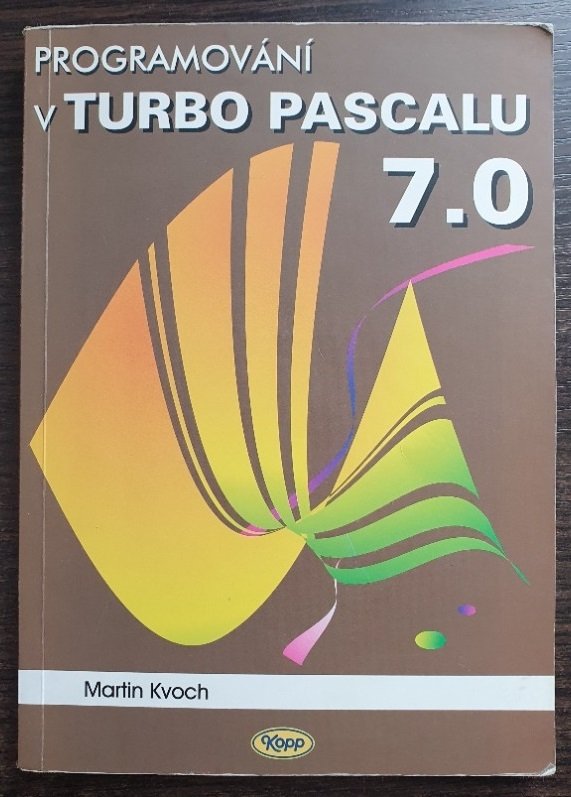 PROGRAMOVÁNÍ
V TURBO PASCALU
7.0
Martin Kvoch
Kopp